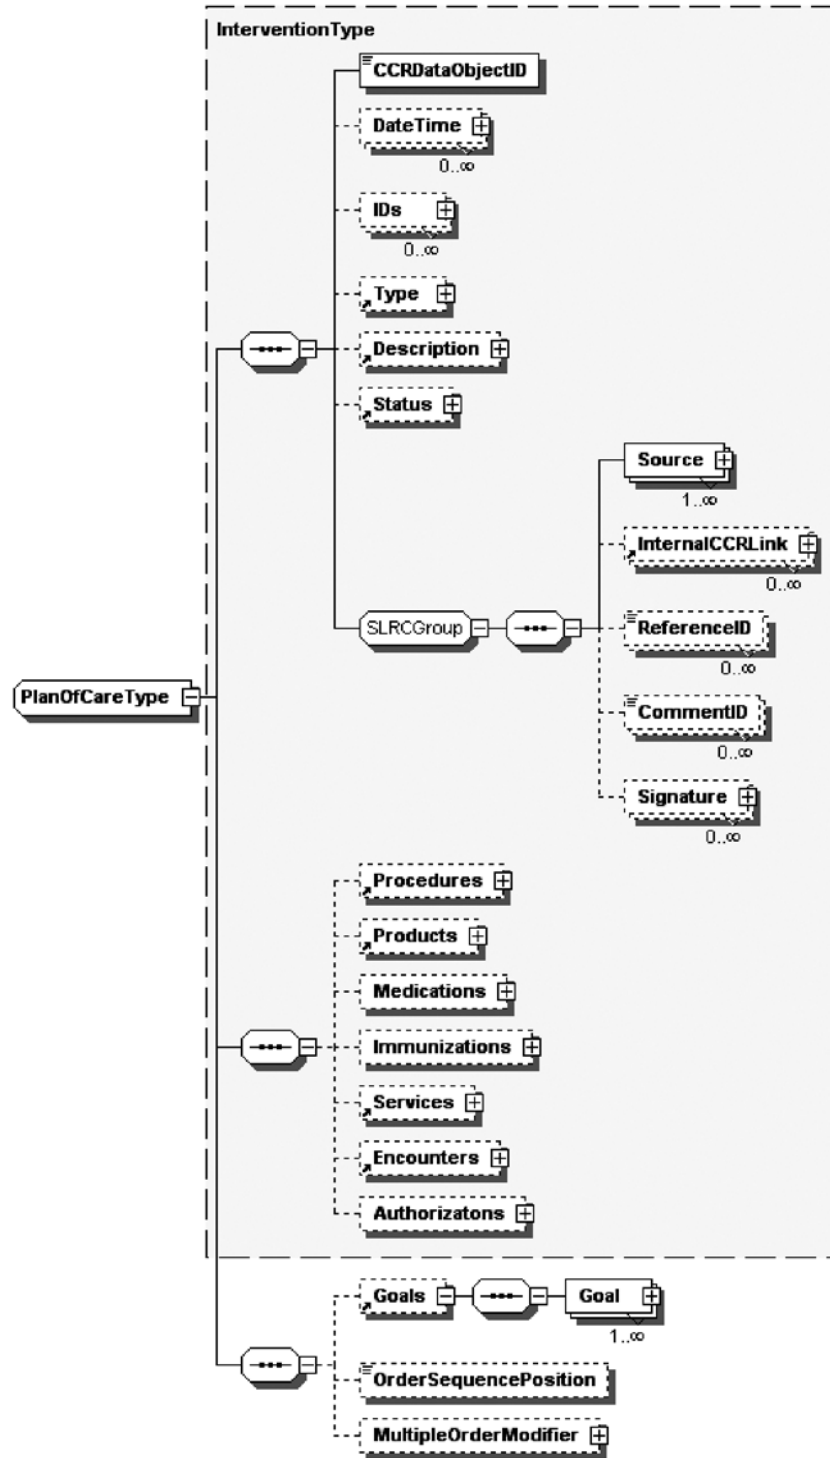 InterventionType
CCRDataObjectID
DateTime
0..∞
IDs
0..∞
Type
Description
Status
Source
1..∞
InternalCCRLink
0..∞
SLRCGroup
ReferenceID
0..∞
PlanOfCareType
CommentID
0..∞
Signature
0..∞
Procedures
Products
Medications
Immunizations
Services
Encounters
Authorizatons
Goals
Goal
1..∞
OrderSequencePosition
MultipleOrderModifier